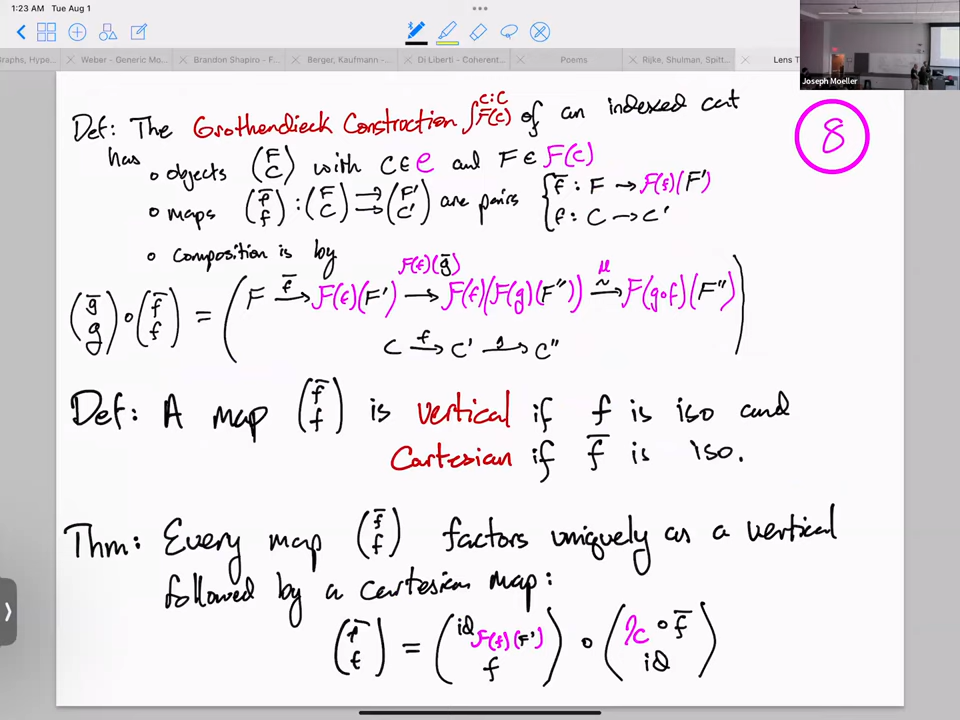 1:23 AM Tue Aug 1
Graphs, Hype...
Weber - Generic Mo...
Brandon Shapiro - F...
Berger, Kaufmann - ...
Di Liberti - Coherent...
Poems
Rijke, Shulman, Spitt...
Lens T
Joseph Moeller
8
Def: The Grothendieck Construction ∫^{C:C} F(C) of an indexed cat
has
• objects (F C) with C ∈ C and F ∈ F(C)
• maps (f̄ f) : (F C) ⇉ (F' C') are pairs { f̄ : F → F(f)(F')
f : C → C'
• composition is by
(ḡ g) ∘ (f̄ f) = ( F →f̄ F(f)(F') →F(f)(ḡ) F(f)(F(g)(F'')) ~→μ F(g∘f)(F'') )
C →f C' →g C''
Def: A map (f̄ f) is vertical if f is iso and
Cartesian if f̄ is iso.
Thm: Every map (f̄ f) factors uniquely as a vertical
followed by a cartesian map:
(f̄ f) = (id_{F(f)(F')} f) ∘ (η_C ∘ f̄ id)